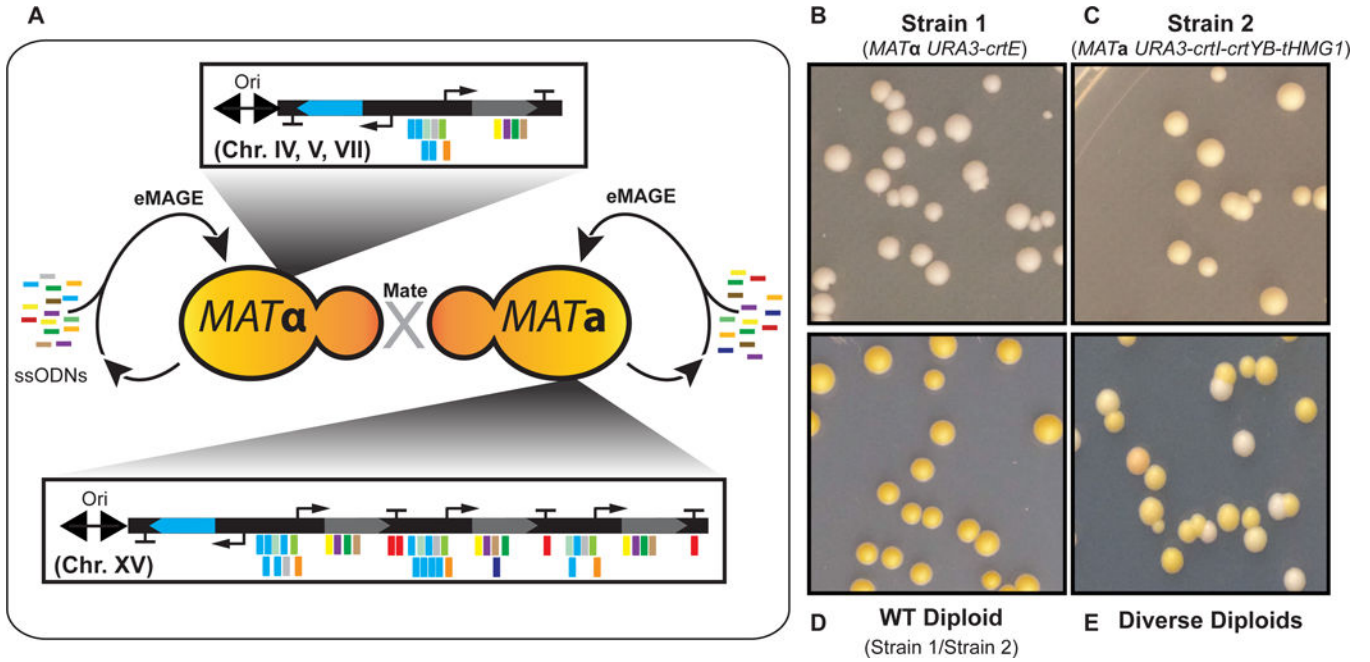 A
Ori
(Chr. IV, V, VII)
eMAGE
eMAGE
MATα
Mate
MATa
ssODNs
Ori
(Chr. XV)
B
Strain 1
(MATα URA3-crtE)
C
Strain 2
(MATa URA3-crtI-crtYB-tHMG1)
D
WT Diploid
(Strain 1/Strain 2)
E
Diverse Diploids